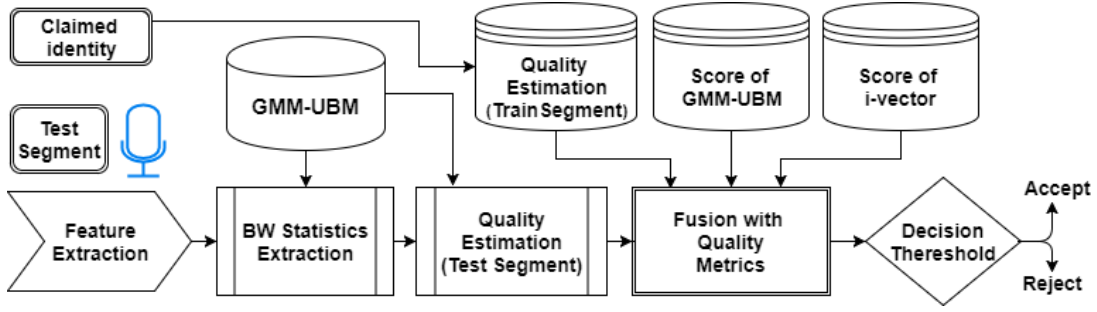 Claimed
identity
Test
Segment
GMM-UBM
Quality
Estimation
(Train Segment)
Score of
GMM-UBM
Score of
i-vector
Feature
Extraction
BW Statistics
Extraction
Quality
Estimation
(Test Segment)
Fusion with
Quality
Metrics
Decision
Thereshold
Accept
Reject